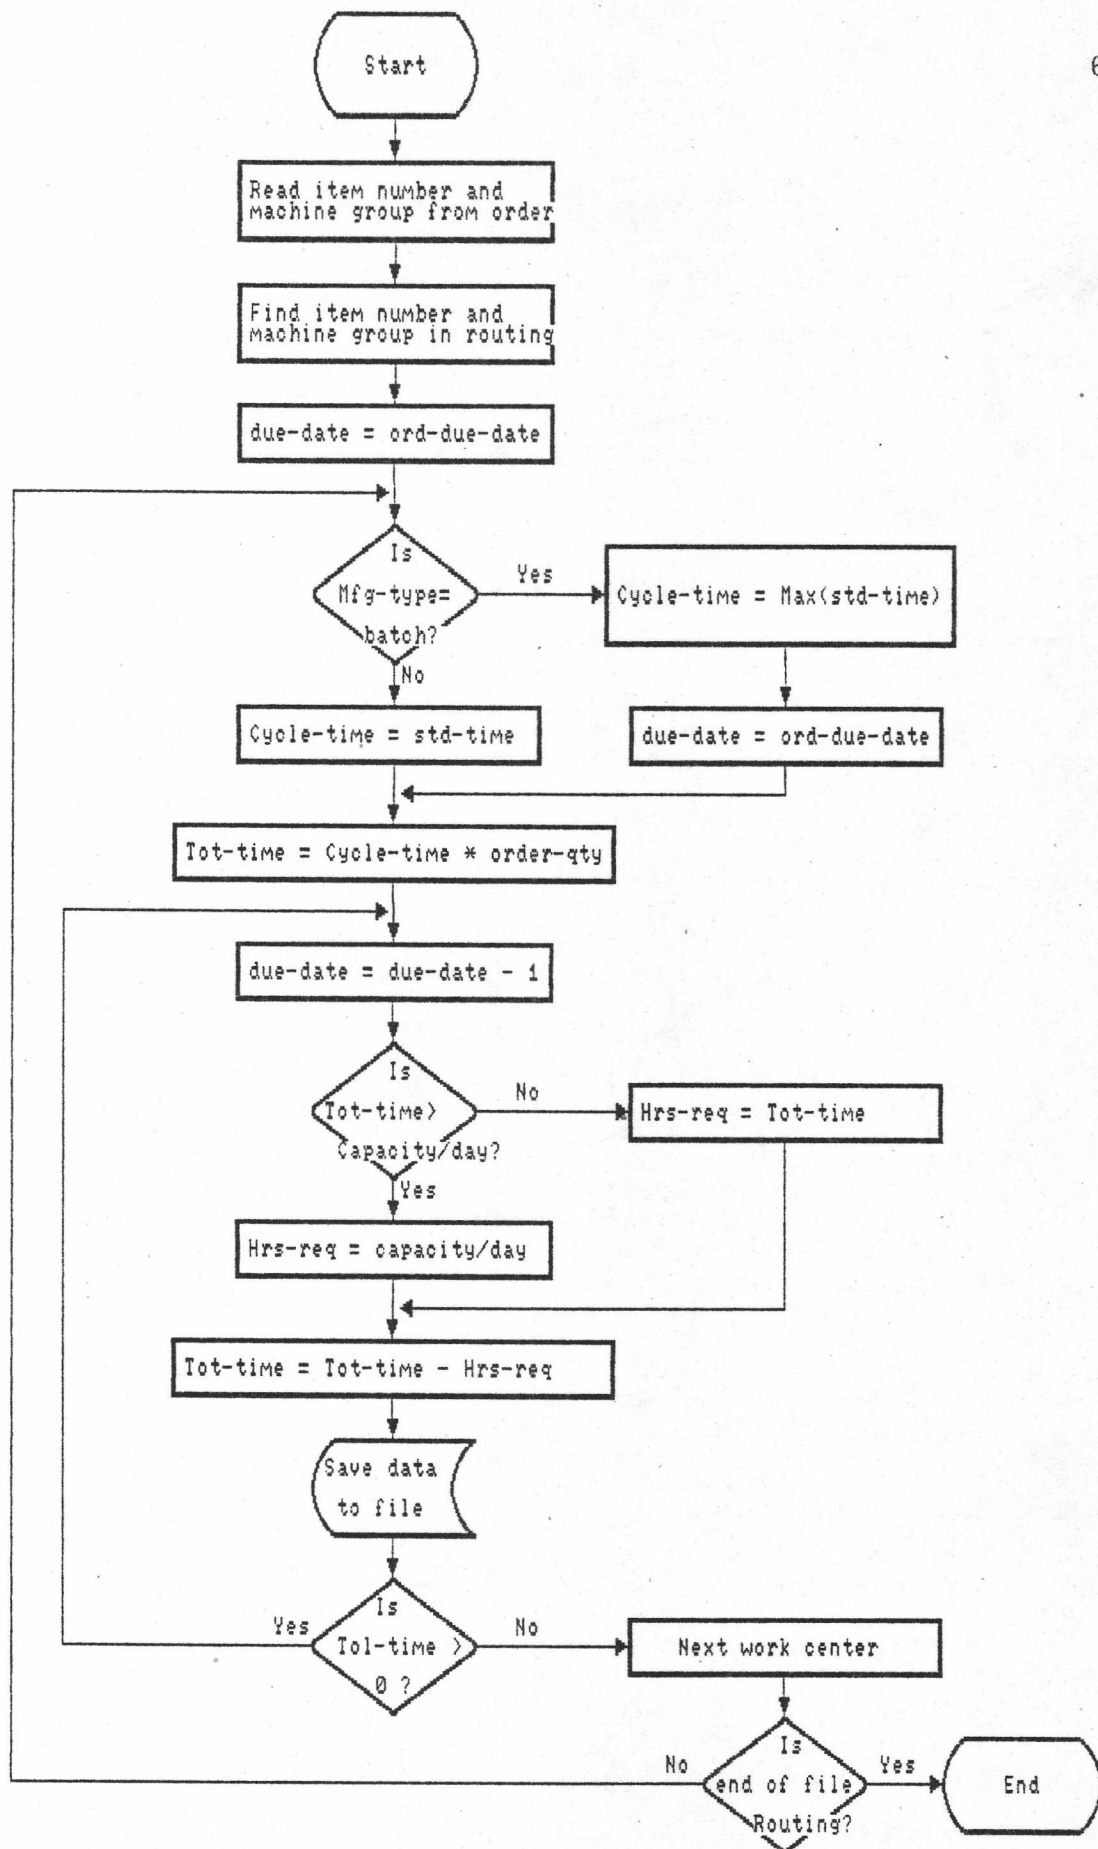 6
Start
Read item number and
machine group from order
Find item number and
machine group in routing
due-date = ord-due-date
Is
Mfg-type=
batch?
Yes
No
Cycle-time = Max(std-time)
Cycle-time = std-time
due-date = ord-due-date
Tot-time = Cycle-time * order-qty
due-date = due-date - 1
Is
Tot-time>
Capacity/day?
No
Yes
Hrs-req = Tot-time
Hrs-req = capacity/day
Tot-time = Tot-time - Hrs-req
Save data
to file
Is
Tol-time >
0 ?
Yes
No
Next work center
Is
end of file
Routing?
No
Yes
End